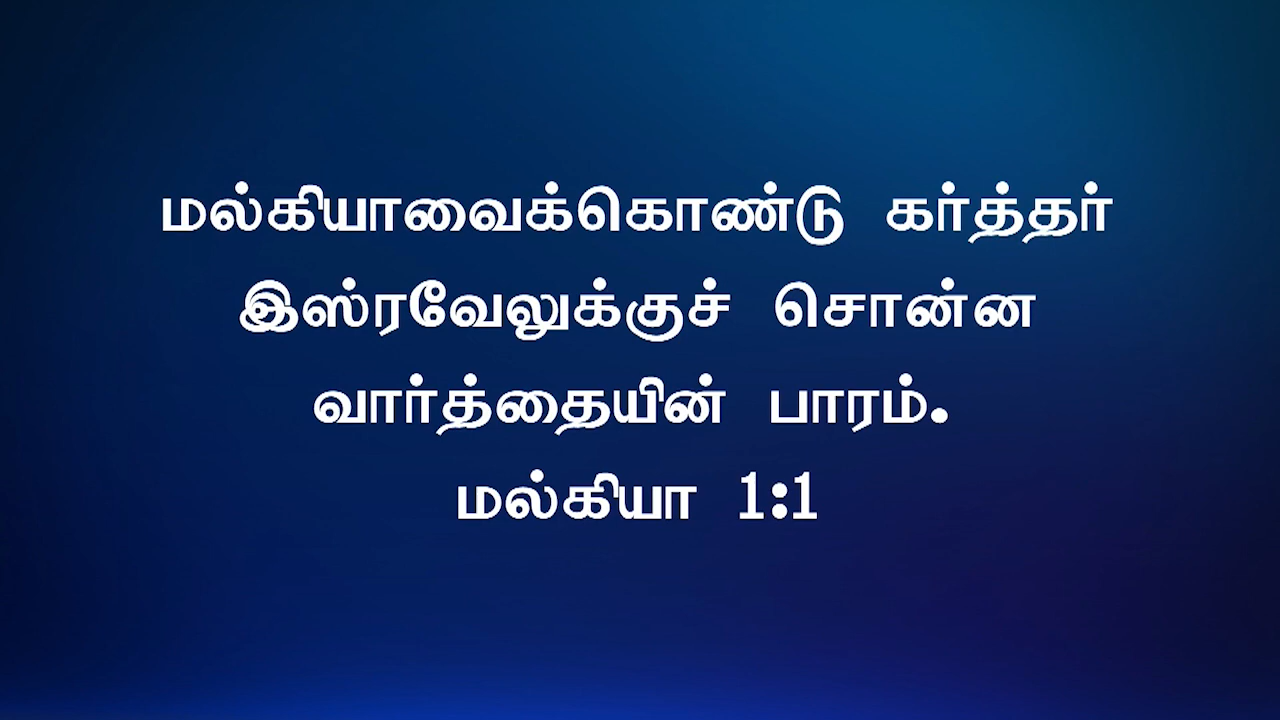 மல்கியாவைக்கொண்டு கர்த்தர்
இஸ்ரவேலுக்குச் சொன்ன
வார்த்தையின் பாரம்.
மல்கியா 1:1